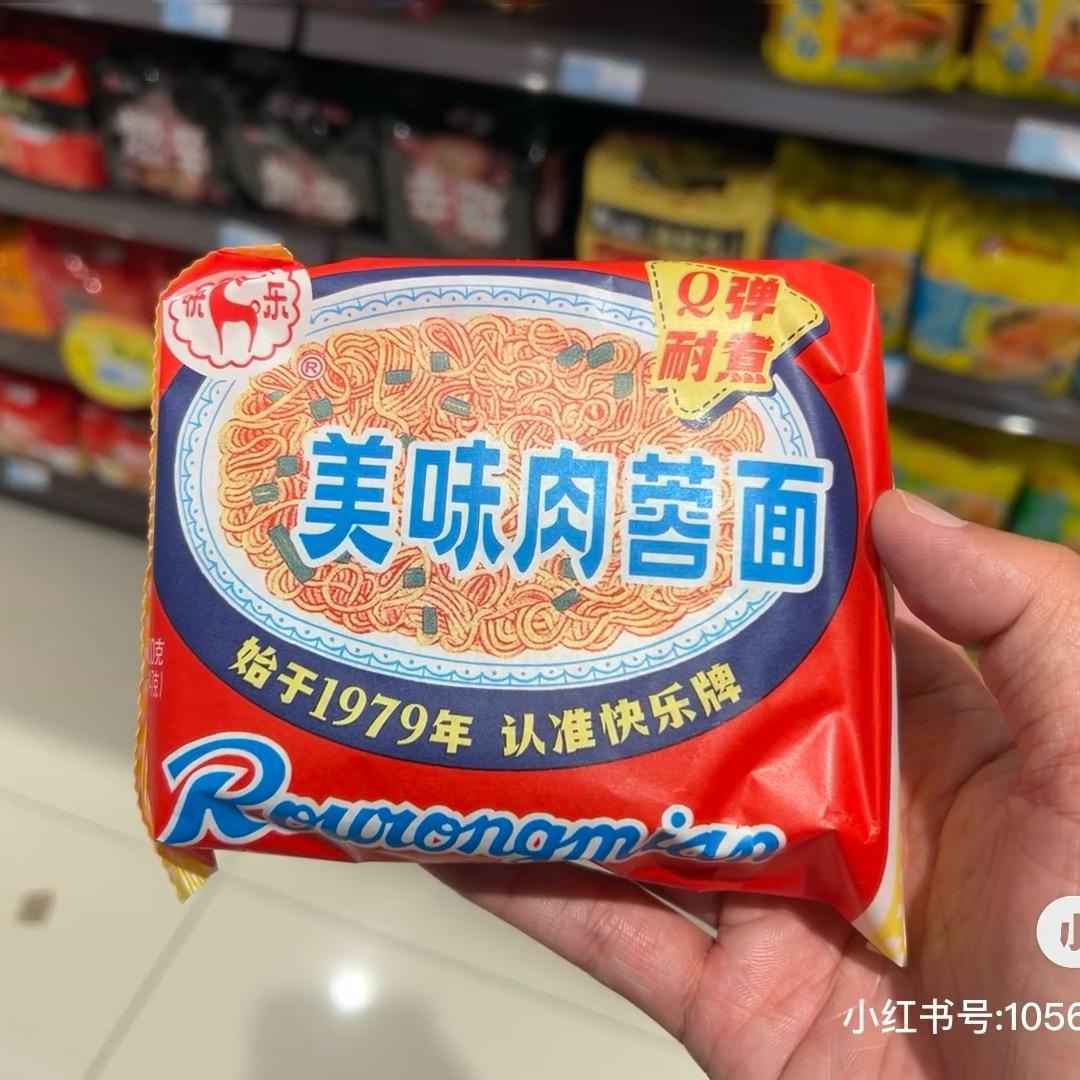 快乐
®
Q弹
耐煮
美味肉蓉面
始于1979年 认准快乐牌
Rourongmian
小红书号:1056